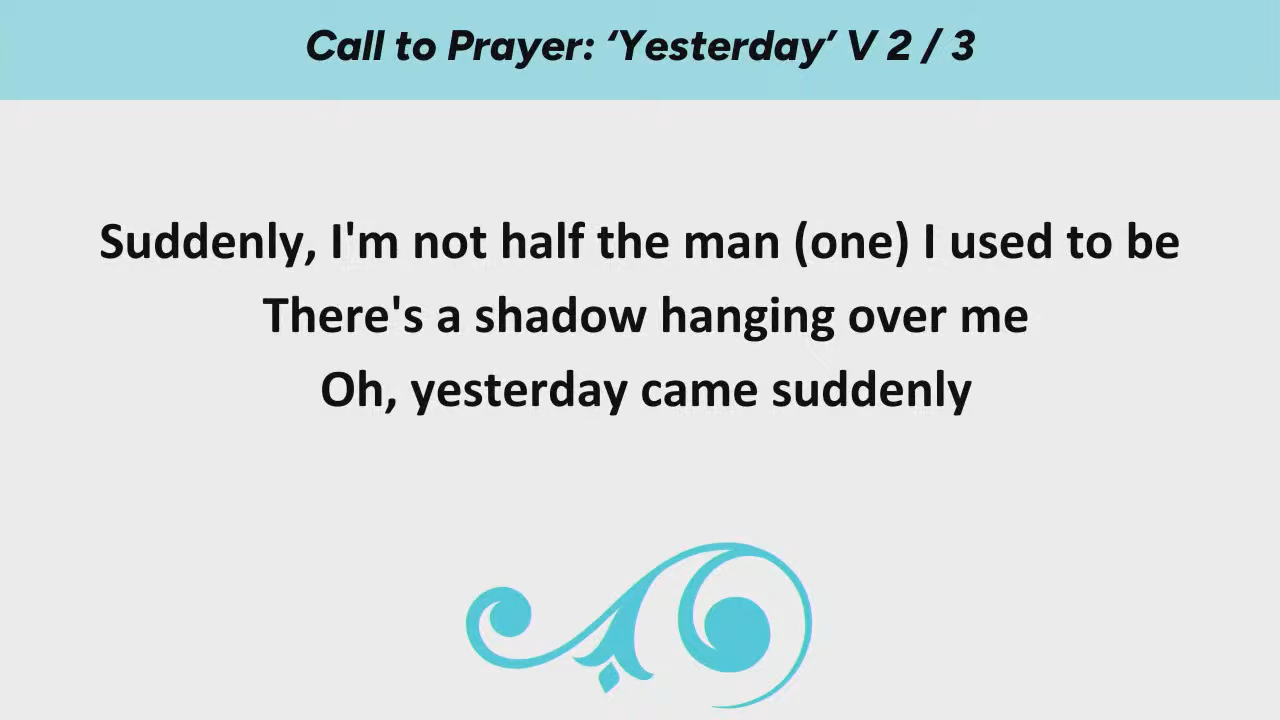 Call to Prayer: ‘Yesterday’ V 2 / 3
Suddenly, I'm not half the man (one) I used to be
There's a shadow hanging over me
Oh, yesterday came suddenly